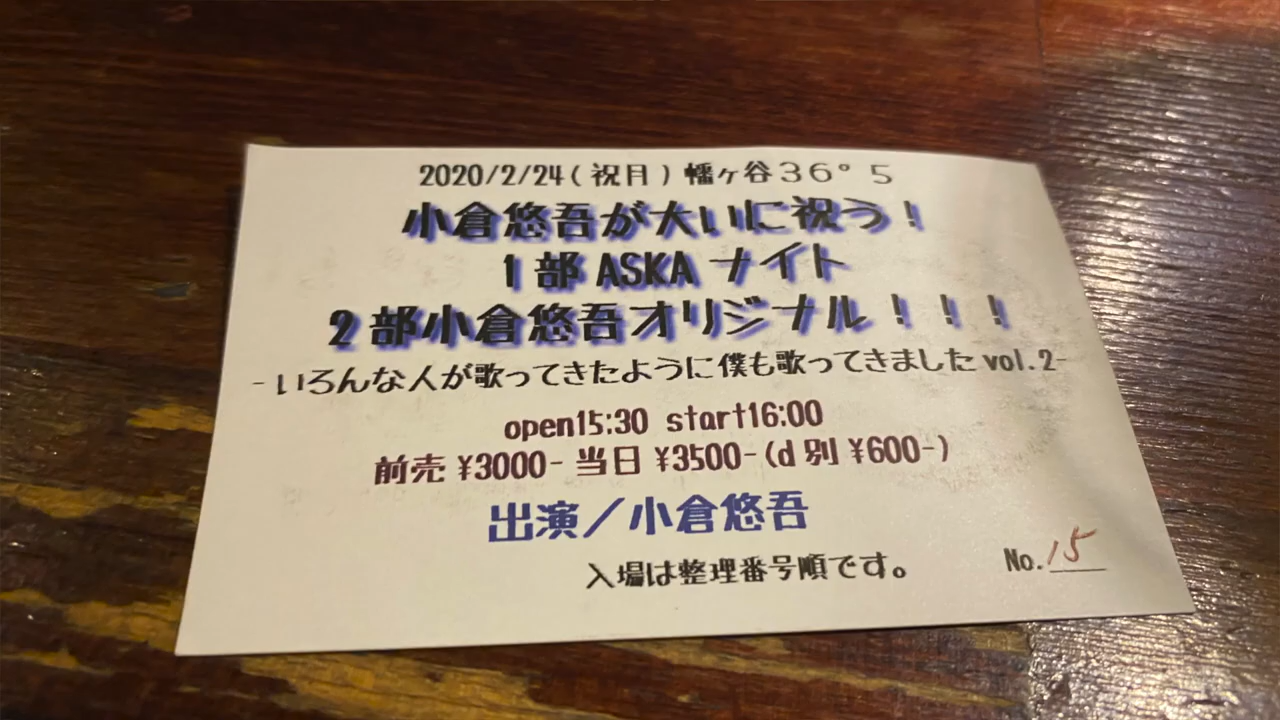 2020/2/24(祝月)幡ヶ谷36°5
小倉悠吾が大いに祝う!
1部ASKAナイト
2部小倉悠吾オリジナル!!!
-いろんな人が歌ってきたように僕も歌ってきましたvol.2-
open15:30 start16:00
前売¥3000-当日¥3500-(d別¥600-)
出演/小倉悠吾
入場は整理番号順です。 No.15